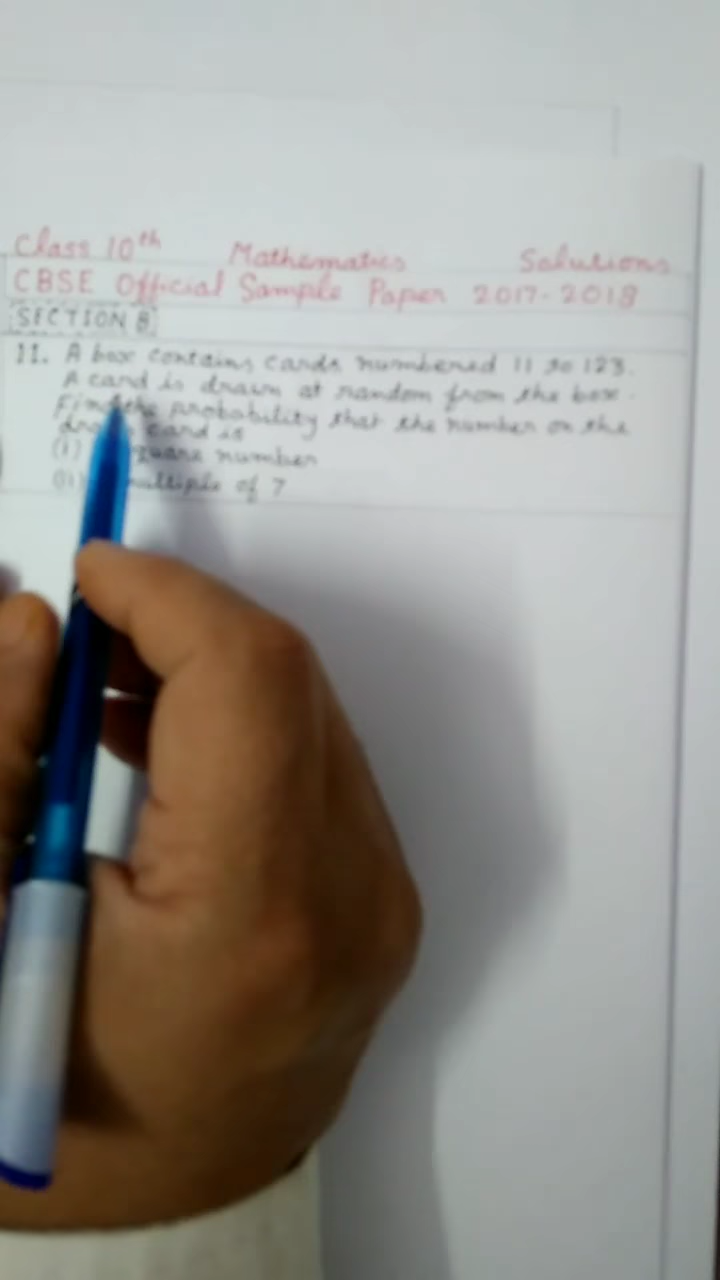 Class 10th Mathematics Solutions
CBSE Official Sample Paper 2017-2018
SECTION B
11. A box contains cards numbered 11 to 123.
A card is drawn at random from the box.
Find the probability that the number on the
card is
(i) square number
(ii) multiple of 7